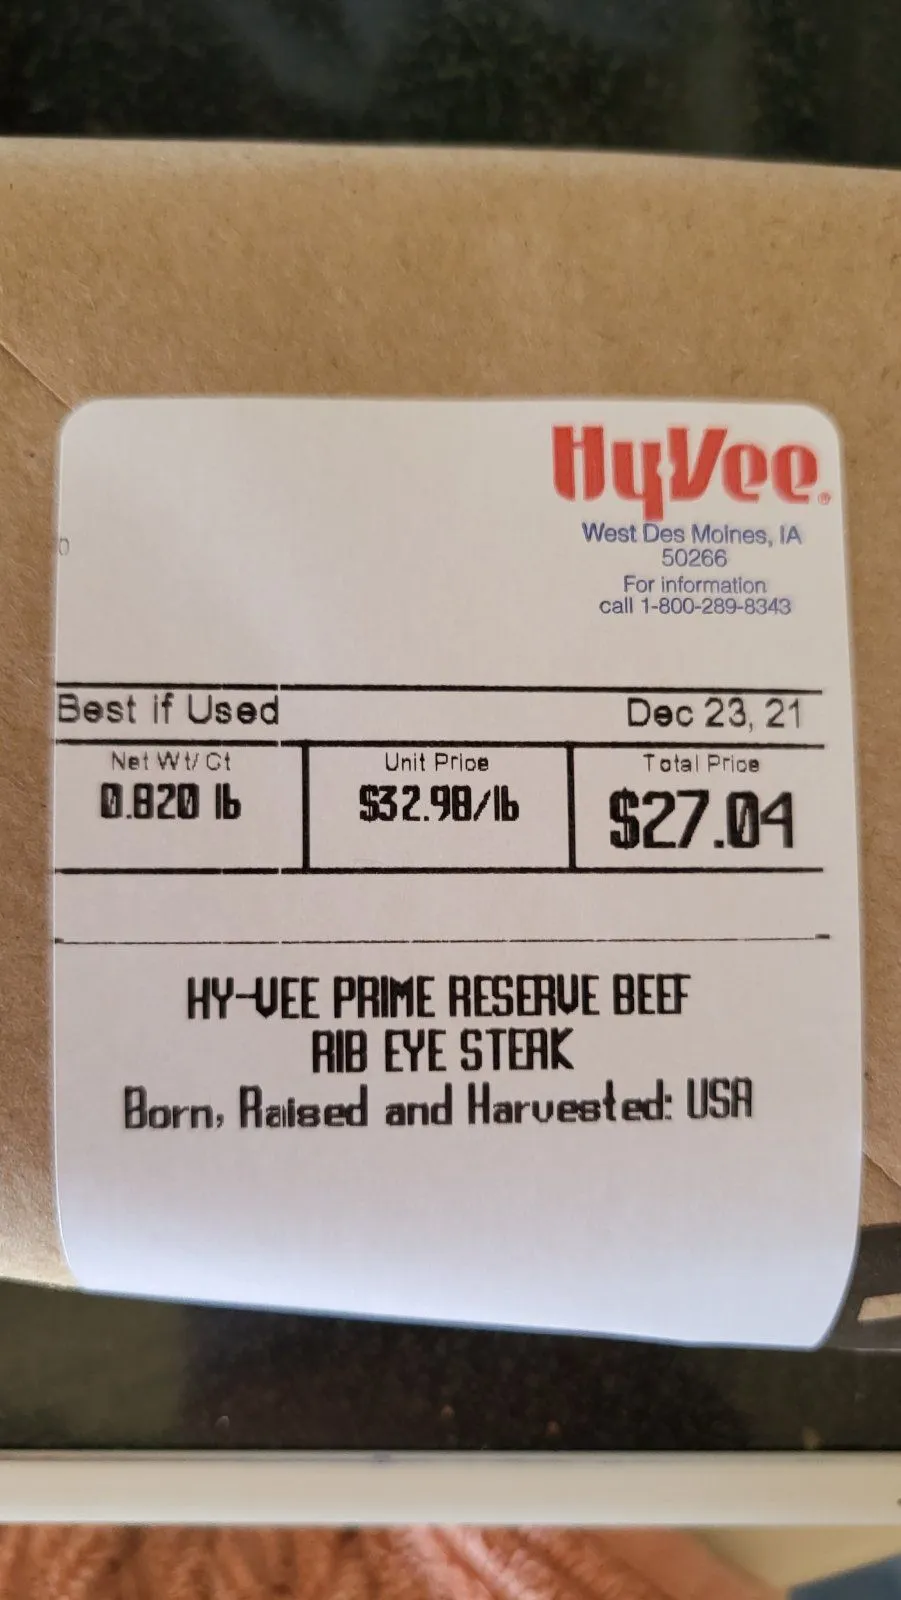 HyVee®
West Des Moines, IA
50266
For information
call 1-800-289-8343
Best if Used Dec 23, 21
Net Wt/Ct Unit Price Total Price
0.820 lb $32.98/lb $27.04
HY-VEE PRIME RESERVE BEEF
RIB EYE STEAK
Born, Raised and Harvested: USA